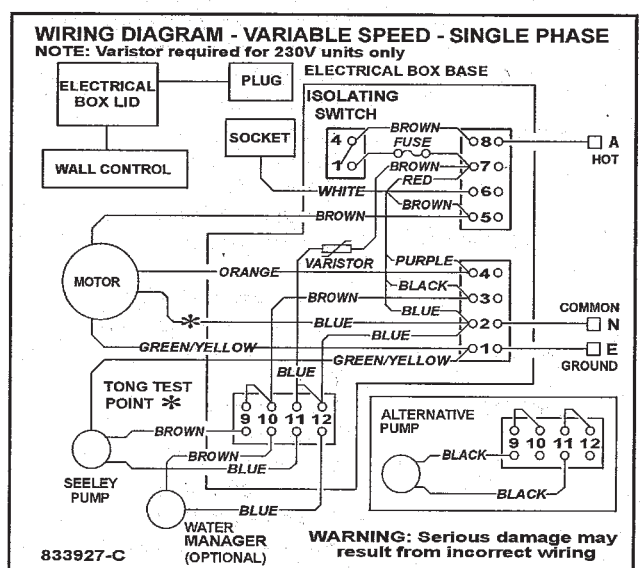 WIRING DIAGRAM - VARIABLE SPEED - SINGLE PHASE
NOTE: Varistor required for 230V units only
ELECTRICAL BOX LID
PLUG
ELECTRICAL BOX BASE
ISOLATING
SWITCH
SOCKET
WALL CONTROL
4
1
BROWN
FUSE
BROWN
RED
WHITE
BROWN
BROWN
8
7
6
5
A
HOT
MOTOR
VARISTOR
ORANGE
PURPLE
BLACK
BROWN
BLUE
BLUE
BLUE
4
3
2
1
COMMON
N
E
GROUND
GREEN/YELLOW
GREEN/YELLOW
BLUE
TONG TEST
POINT *
*
9 10 11 12
BROWN
BROWN
BLUE
BLUE
SEELEY
PUMP
WATER
MANAGER
(OPTIONAL)
ALTERNATIVE
PUMP
9 10 11 12
BLACK
BLACK
WARNING: Serious damage may
result from incorrect wiring
833927-C